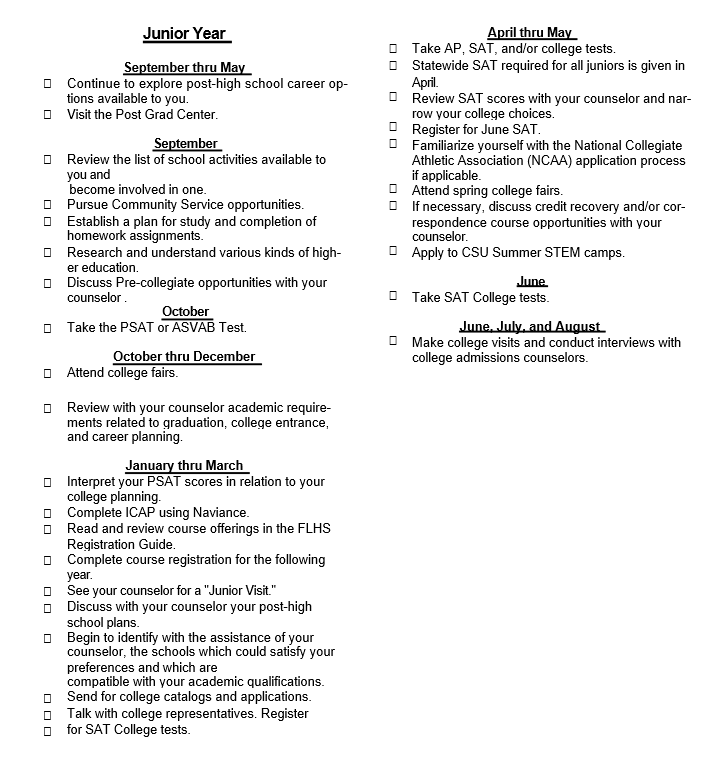 Junior Year
September thru May
☐ Continue to explore post-high school career op-
tions available to you.
☐ Visit the Post Grad Center.
September
☐ Review the list of school activities available to
you and
become involved in one.
☐ Pursue Community Service opportunities.
☐ Establish a plan for study and completion of
homework assignments.
☐ Research and understand various kinds of high-
er education.
☐ Discuss Pre-collegiate opportunities with your
counselor .
October
☐ Take the PSAT or ASVAB Test.
October thru December
☐ Attend college fairs.
☐ Review with your counselor academic require-
ments related to graduation, college entrance,
and career planning.
January thru March
☐ Interpret your PSAT scores in relation to your
college planning.
☐ Complete ICAP using Naviance.
☐ Read and review course offerings in the FLHS
Registration Guide.
☐ Complete course registration for the following
year.
☐ See your counselor for a "Junior Visit."
☐ Discuss with your counselor your post-high
school plans.
☐ Begin to identify with the assistance of your
counselor, the schools which could satisfy your
preferences and which are
compatible with your academic qualifications.
☐ Send for college catalogs and applications.
☐ Talk with college representatives. Register
☐ for SAT College tests.
April thru May
☐ Take AP, SAT, and/or college tests.
☐ Statewide SAT required for all juniors is given in
April.
☐ Review SAT scores with your counselor and nar-
row your college choices.
☐ Register for June SAT.
☐ Familiarize yourself with the National Collegiate
Athletic Association (NCAA) application process
if applicable.
☐ Attend spring college fairs.
☐ If necessary, discuss credit recovery and/or cor-
respondence course opportunities with your
counselor.
☐ Apply to CSU Summer STEM camps.
June
☐ Take SAT College tests.
June, July, and August
☐ Make college visits and conduct interviews with
college admissions counselors.